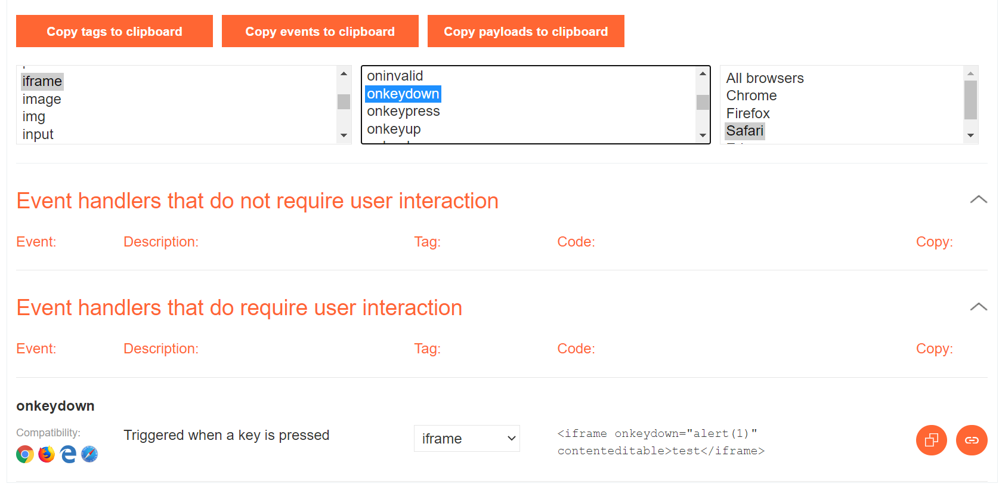 Copy tags to clipboard
Copy events to clipboard
Copy payloads to clipboard
iframe
image
img
input
oninvalid
onkeydown
onkeypress
onkeyup
All browsers
Chrome
Firefox
Safari
Event handlers that do not require user interaction
Event: Description: Tag: Code: Copy:
Event handlers that do require user interaction
Event: Description: Tag: Code: Copy:
onkeydown
Compatibility:
Triggered when a key is pressed
iframe
<iframe onkeydown="alert(1)"
contenteditable>test</iframe>